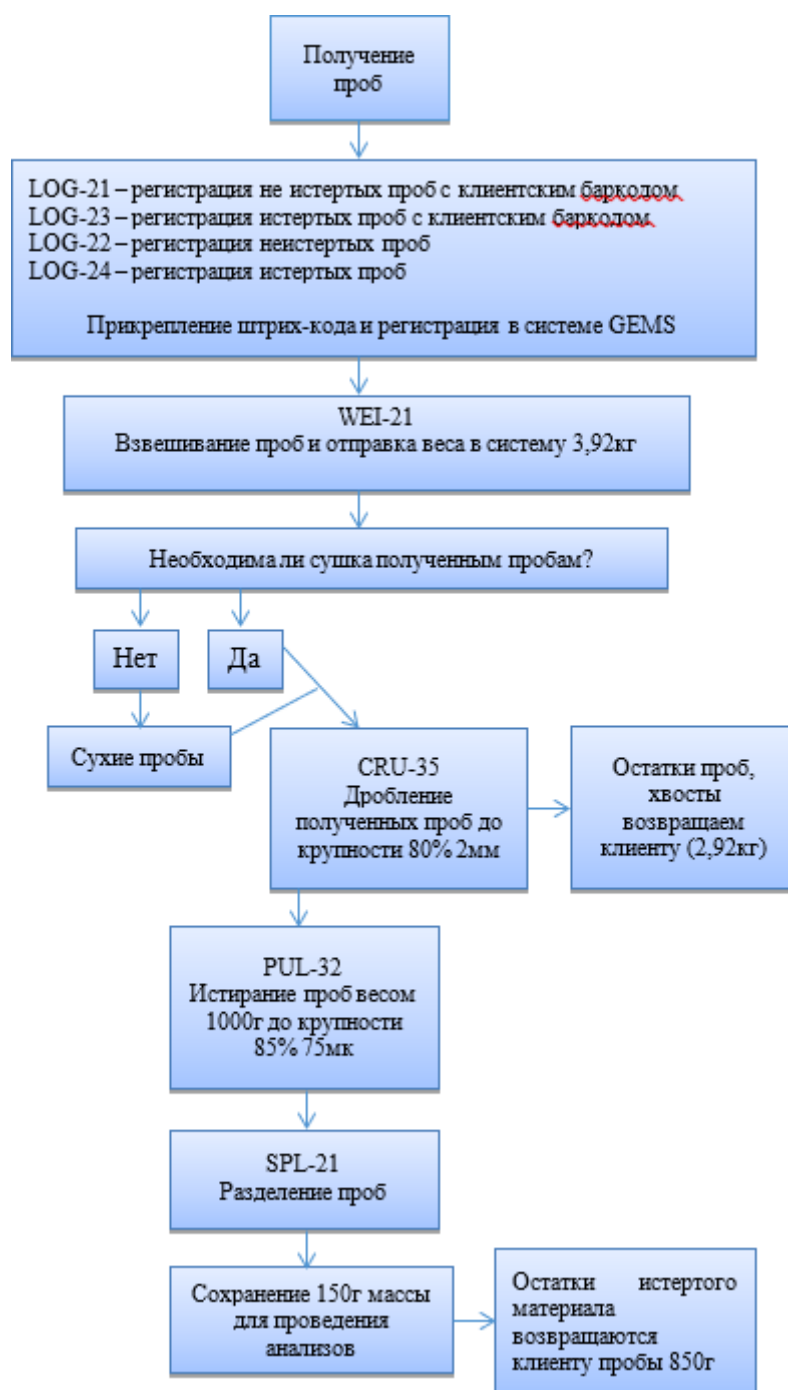 Получение
проб
LOG-21 – регистрация не истертых проб с клиентским баркодом
LOG-23 – регистрация истертых проб с клиентским баркодом
LOG-22 – регистрация неистертых проб
LOG-24 – регистрация истертых проб
Прикрепление штрих-кода и регистрация в системе GEMS
WEI-21
Взвешивание проб и отправка веса в систему 3,92кг
Необходима ли сушка полученным пробам?
Нет
Да
Сухие пробы
CRU-35
Дробление
полученных проб до
крупности 80% 2мм
Остатки проб,
хвосты
возвращаем
клиенту (2,92кг)
PUL-32
Истирание проб весом
1000г до крупности
85% 75мк
SPL-21
Разделение проб
Сохранение 150г массы
для проведения
анализов
Остатки истертого
материала
возвращаются
клиенту пробы 850г